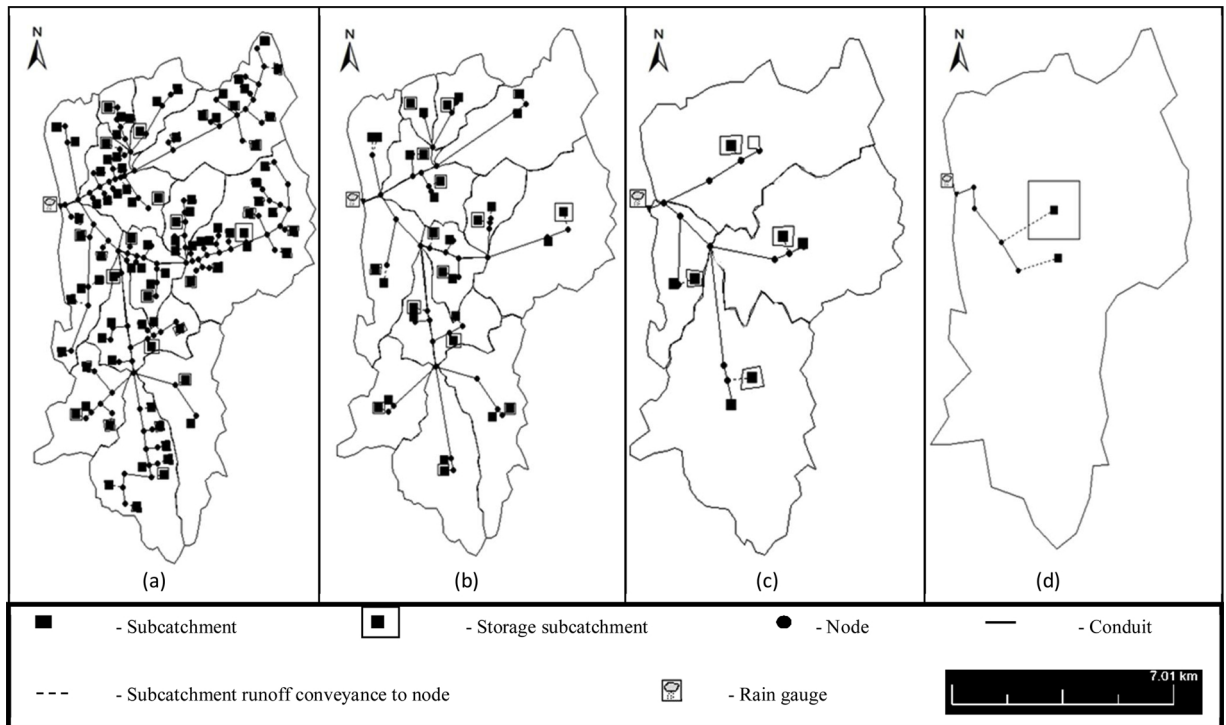 N N N N
(a) (b) (c) (d)
- Subcatchment - Storage subcatchment - Node - Conduit
- Subcatchment runoff conveyance to node - Rain gauge
7.01 km